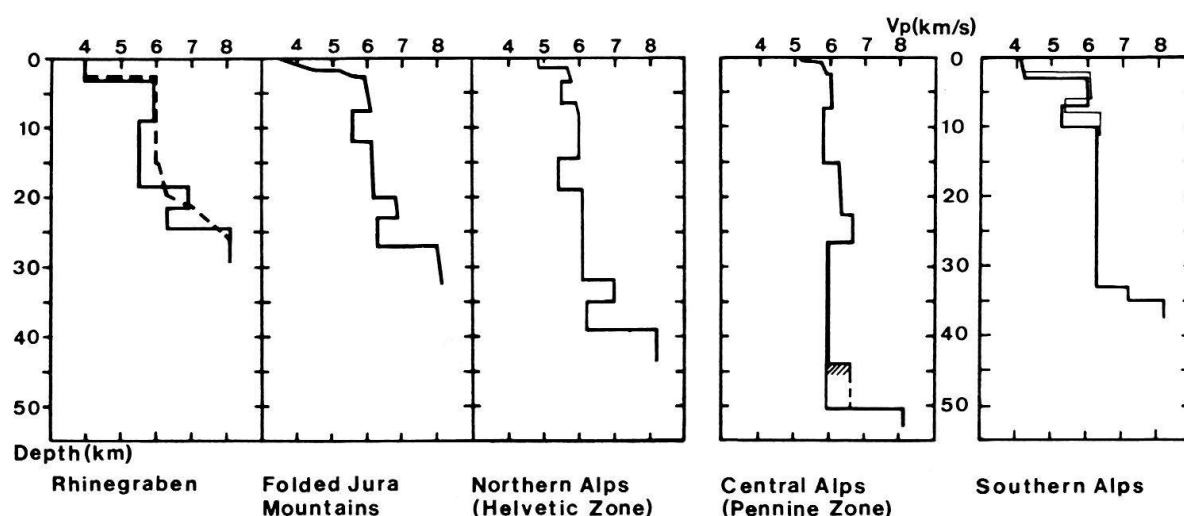 Vp(km/s)
4 5 6 7 8 4 5 6 7 8 4 5 6 7 8 4 5 6 7 8 4 5 6 7 8
0 0
10 10
20 20
30 30
40 40
50 50
Depth(km)
Rhinegraben Folded Jura Northern Alps Central Alps Southern Alps
Mountains (Helvetic Zone) (Pennine Zone)